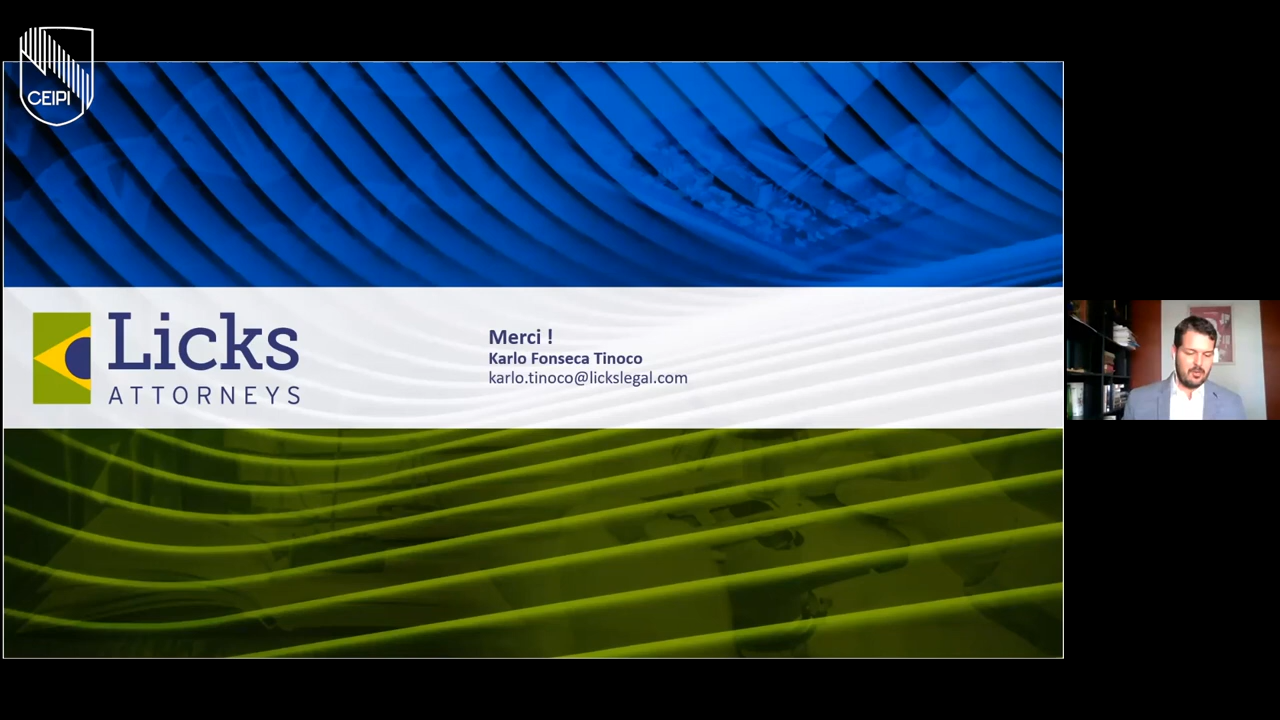 CEIPI
Licks
ATTORNEYS
Merci !
Karlo Fonseca Tinoco
karlo.tinoco@lickslegal.com